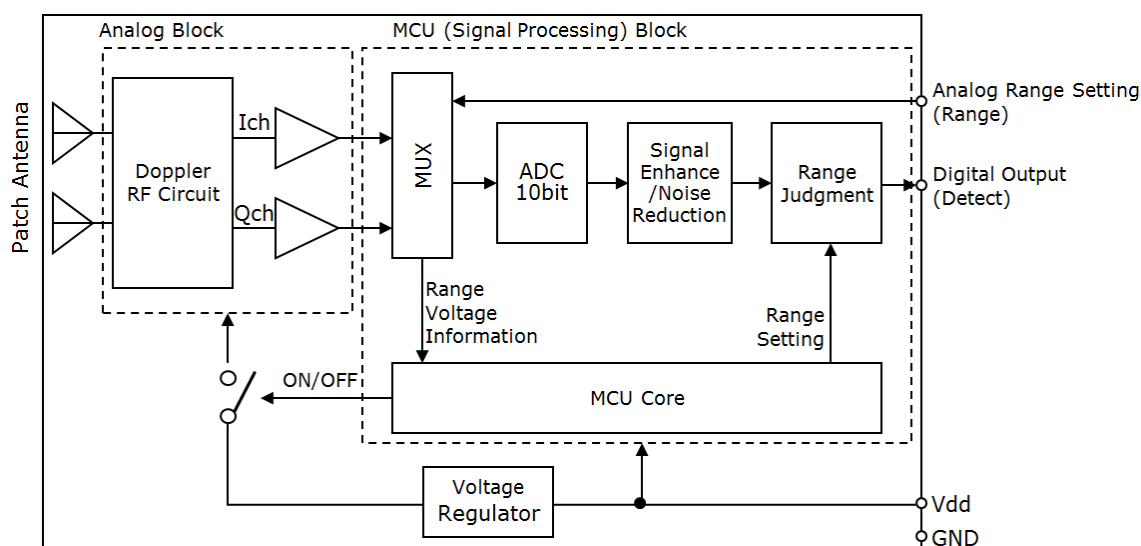 Analog Block
MCU (Signal Processing) Block
Patch Antenna
Doppler
RF Circuit
Ich
Qch
MUX
ADC
10bit
Signal
Enhance
/Noise
Reduction
Range
Judgment
Analog Range Setting
(Range)
Digital Output
(Detect)
Range
Voltage
Information
Range
Setting
ON/OFF
MCU Core
Voltage
Regulator
Vdd
GND